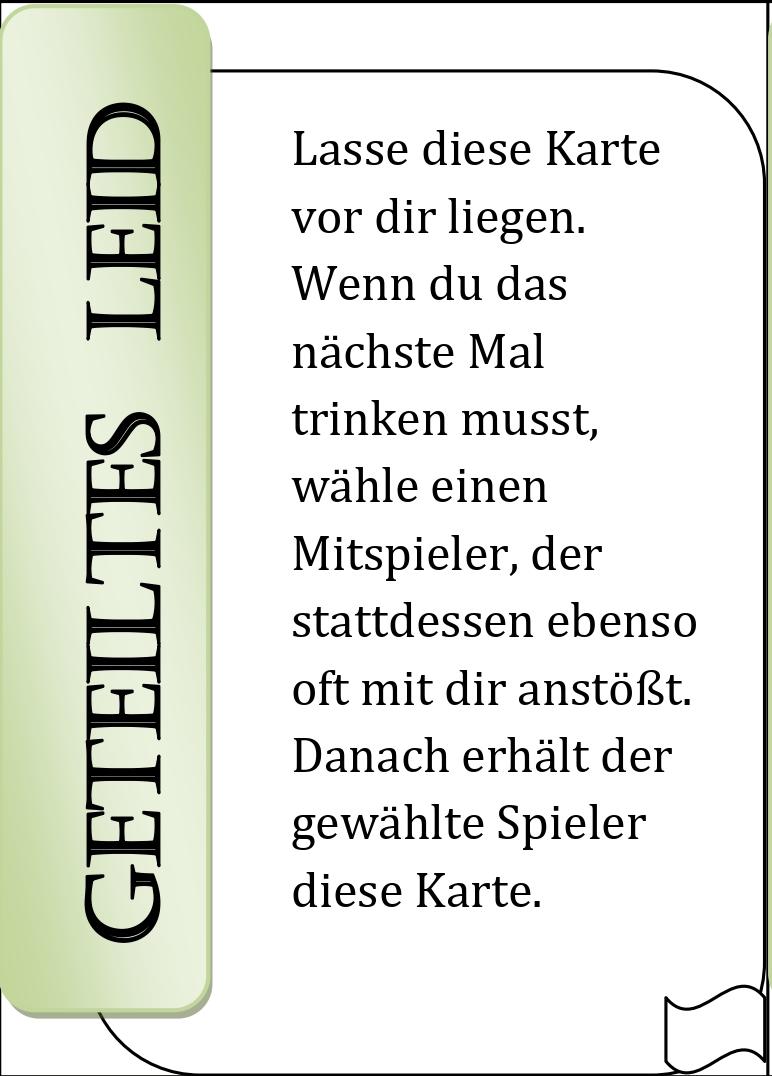 GETEILTES LEID
Lasse diese Karte
vor dir liegen.
Wenn du das
nächste Mal
trinken musst,
wähle einen
Mitspieler, der
stattdessen ebenso
oft mit dir anstößt.
Danach erhält der
gewählte Spieler
diese Karte.